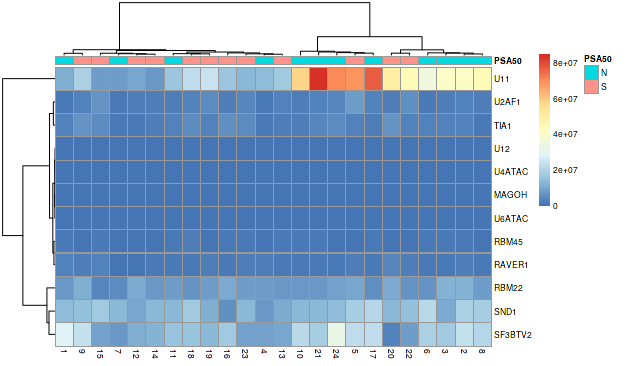 PSA50
U11
U2AF1
TIA1
U12
U4ATAC
MAGOH
U6ATAC
RBM45
RAVER1
RBM22
SND1
SF3BTV2
1 9 15 7 12 14 11 18 19 16 23 4 13 10 21 24 5 17 20 22 6 3 2 8
8e+07
6e+07
4e+07
2e+07
0
PSA50
N
S